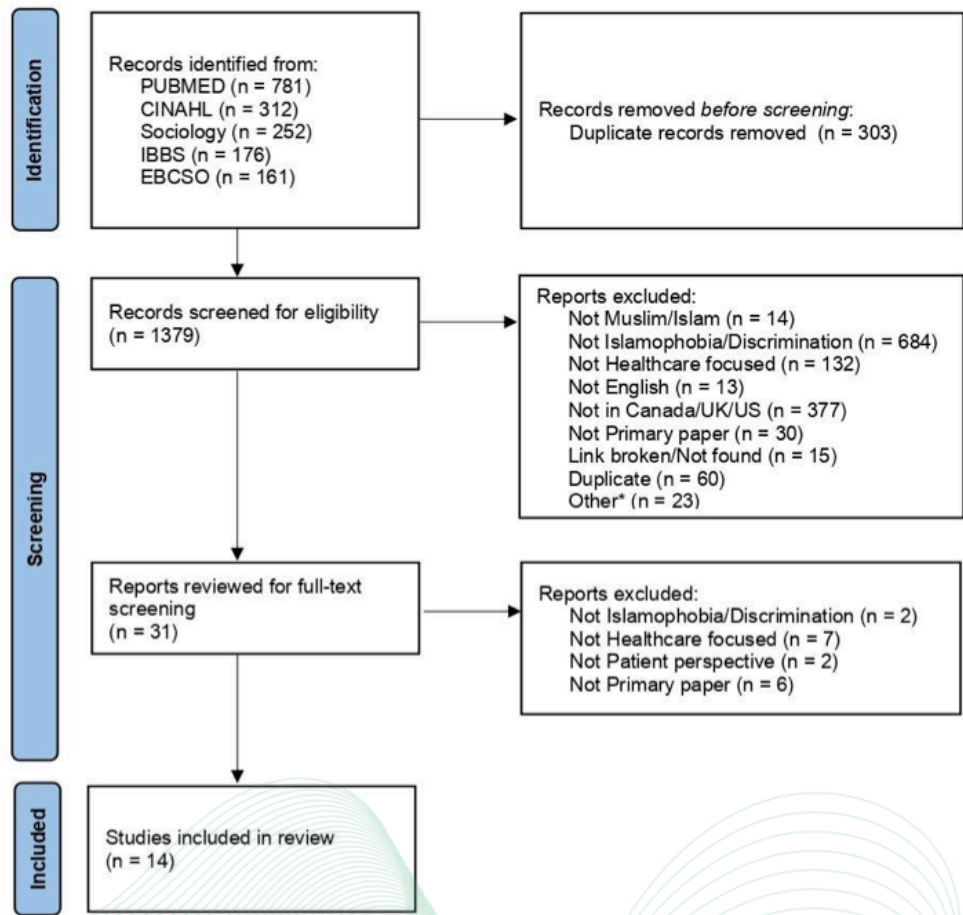 Identification
Records identified from:
PUBMED (n = 781)
CINAHL (n = 312)
Sociology (n = 252)
IBBS (n = 176)
EBCSO (n = 161)
Records removed before screening:
Duplicate records removed (n = 303)
Screening
Records screened for eligibility
(n = 1379)
Reports excluded:
Not Muslim/Islam (n = 14)
Not Islamophobia/Discrimination (n = 684)
Not Healthcare focused (n = 132)
Not English (n = 13)
Not in Canada/UK/US (n = 377)
Not Primary paper (n = 30)
Link broken/Not found (n = 15)
Duplicate (n = 60)
Other* (n = 23)
Reports reviewed for full-text
screening
(n = 31)
Reports excluded:
Not Islamophobia/Discrimination (n = 2)
Not Healthcare focused (n = 7)
Not Patient perspective (n = 2)
Not Primary paper (n = 6)
Included
Studies included in review
(n = 14)